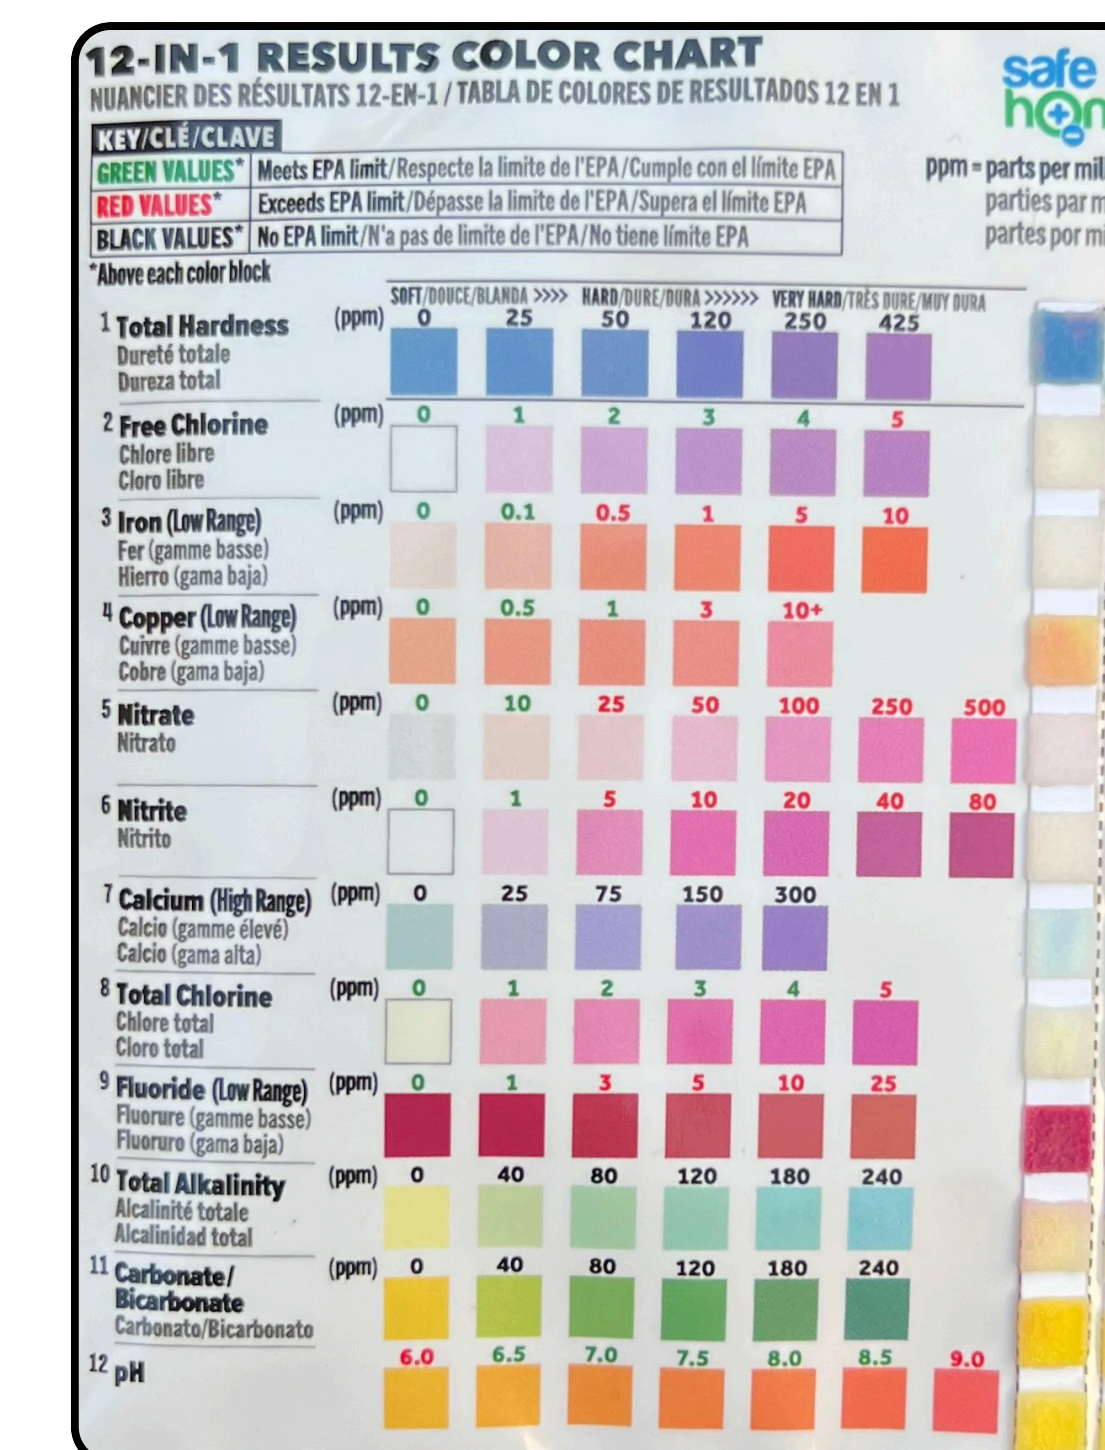 12-IN-1 RESULTS COLOR CHART
NUANCIER DES RÉSULTATS 12-EN-1 / TABLA DE COLORES DE RESULTADOS 12 EN 1
safe
KEY/CLÉ/CLAVE
GREEN VALUES* Meets EPA limit/Respecte la limite de l'EPA/Cumple con el límite EPA
RED VALUES* Exceeds EPA limit/Dépasse la limite de l'EPA/Supera el límite EPA
BLACK VALUES* No EPA limit/N'a pas de limite de l'EPA/No tiene límite EPA
ppm = parts per
parties par
partes por
*Above each color block
SOFT/DOUCE/BLANDA >>>> HARD/DURE/DURA >>>>>> VERY HARD/TRÈS DURE/MUY DURA
1 Total Hardness (ppm) 0 25 50 120 250 425
Dureté totale
Dureza total
2 Free Chlorine (ppm) 0 1 2 3 4 5
Chlore libre
Cloro libre
3 Iron (Low Range) (ppm) 0 0.1 0.5 1 5 10
Fer (gamme basse)
Hierro (gama baja)
4 Copper (Low Range) (ppm) 0 0.5 1 3 10+
Cuivre (gamme basse)
Cobre (gama baja)
5 Nitrate (ppm) 0 10 25 50 100 250 500
Nitrato
6 Nitrite (ppm) 0 1 5 10 20 40 80
Nitrito
7 Calcium (High Range) (ppm) 0 25 75 150 300
Calcio (gamme élevé)
Calcio (gama alta)
8 Total Chlorine (ppm) 0 1 2 3 4 5
Chlore total
Cloro total
9 Fluoride (Low Range) (ppm) 0 1 3 5 10 25
Fluorure (gamme basse)
Fluoruro (gama baja)
10 Total Alkalinity (ppm) 0 40 80 120 180 240
Alcalinité totale
Alcalinidad total
11 Carbonate/ (ppm) 0 40 80 120 180 240
Bicarbonate
Carbonato/Bicarbonato
12 pH 6.0 6.5 7.0 7.5 8.0 8.5 9.0